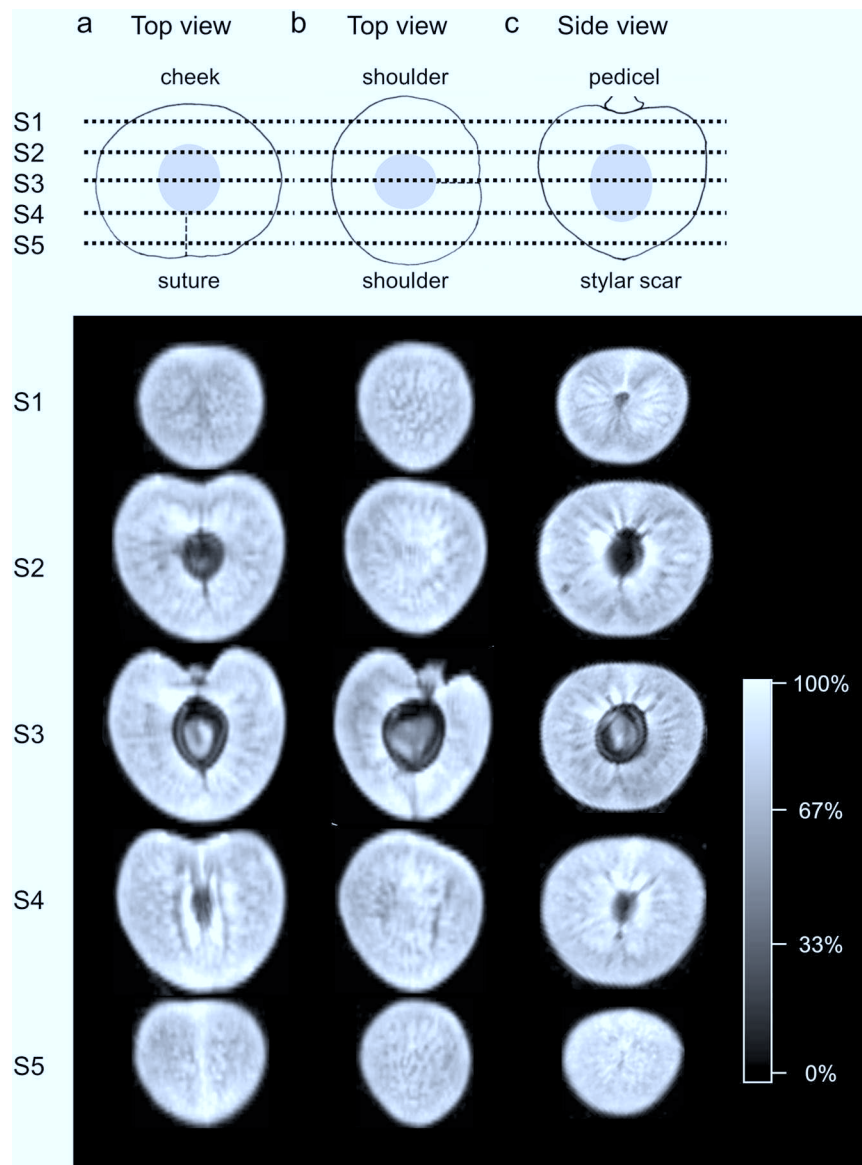 a Top view b Top view c Side view
cheek shoulder pedicel
S1
S2
S3
S4
S5
suture shoulder stylar scar
S1
S2
S3
100%
67%
S4
33%
S5
0%